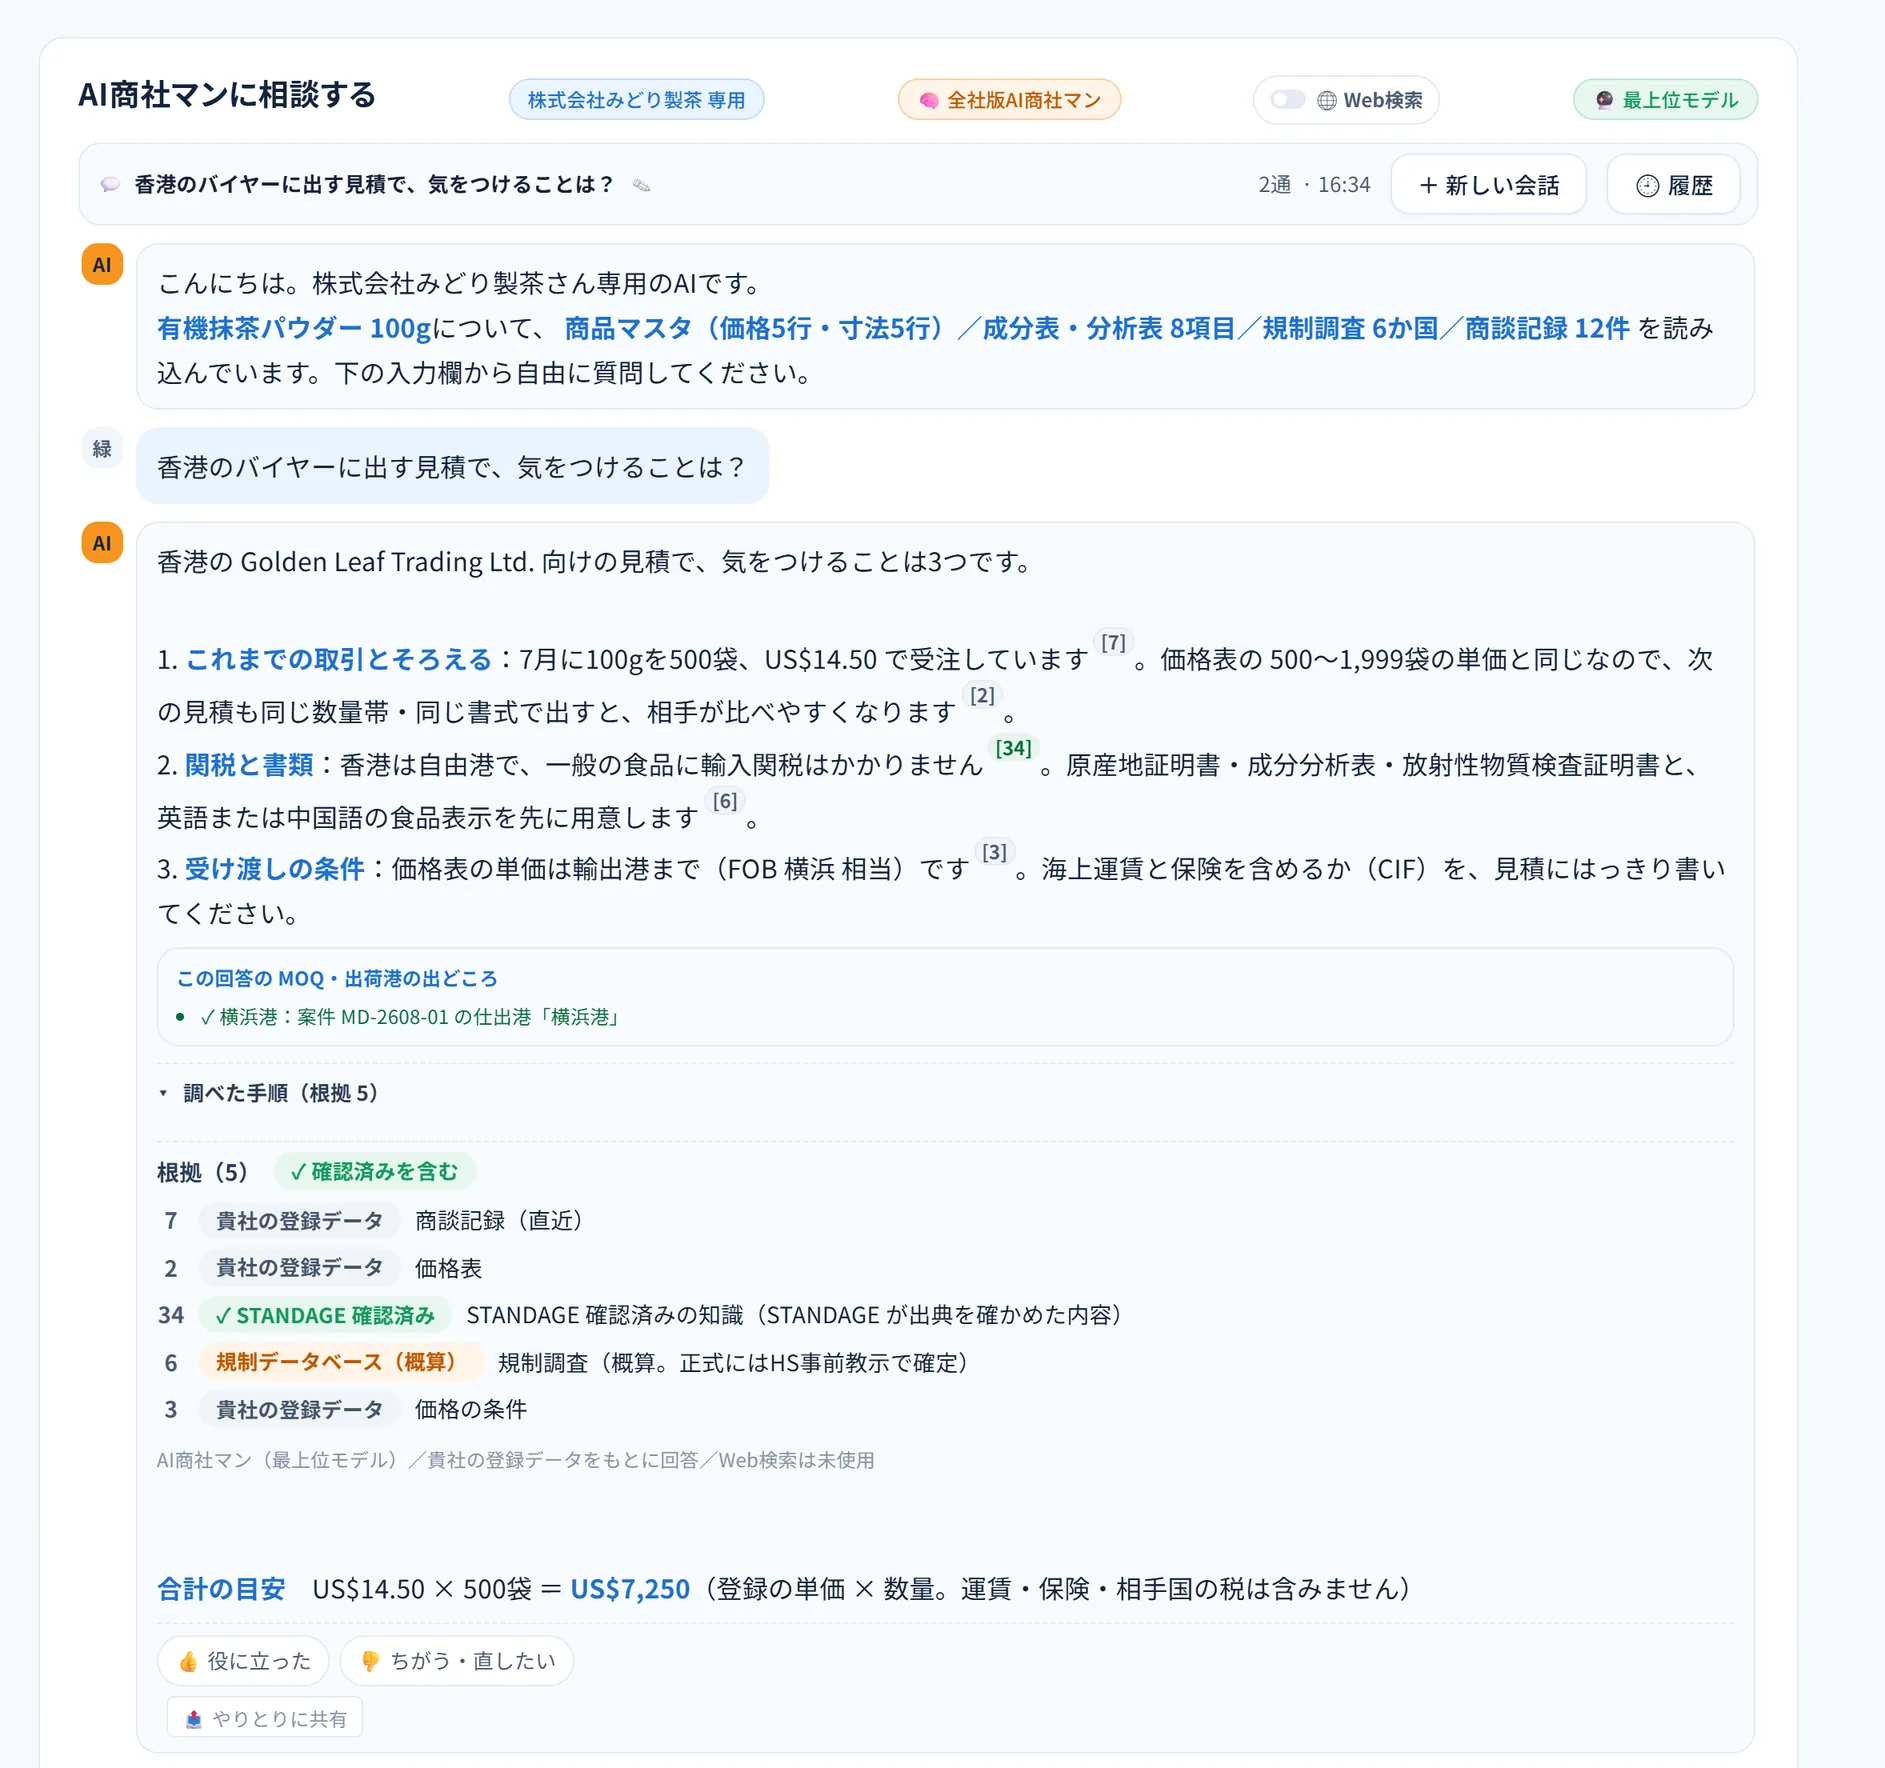 AI商社マンに相談する
株式会社みどり製茶 専用
全社版AI商社マン
Web検索
最上位モデル
香港のバイヤーに出す見積で、気をつけることは？
2通 · 16:34
＋新しい会話
履歴
AI
こんにちは。株式会社みどり製茶さん専用のAIです。
有機抹茶パウダー 100gについて、 商品マスタ（価格5行・寸法5行）／成分表・分析表 8項目／規制調査 6か国／商談記録 12件 を読み
込んでいます。下の入力欄から自由に質問してください。
緑
香港のバイヤーに出す見積で、気をつけることは？
AI
香港の Golden Leaf Trading Ltd. 向けの見積で、気をつけることは3つです。
1. これまでの取引とそろえる：7月に100gを500袋、US$14.50 で受注しています[7]。価格表の 500〜1,999袋の単価と同じなので、次
の見積も同じ数量帯・同じ書式で出すと、相手が比べやすくなります[2]。
2. 関税と書類：香港は自由港で、一般の食品に輸入関税はかかりません[34]。原産地証明書・成分分析表・放射性物質検査証明書と、
英語または中国語の食品表示を先に用意します[6]。
3. 受け渡しの条件：価格表の単価は輸出港まで（FOB 横浜 相当）です[3]。海上運賃と保険を含めるか（CIF）を、見積にはっきり書い
てください。
この回答の MOQ・出荷港の出どころ
• ✓横浜港：案件 MD-2608-01 の仕出港「横浜港」
▾ 調べた手順（根拠 5）
根拠（5） ✓確認済みを含む
7 貴社の登録データ 商談記録（直近）
2 貴社の登録データ 価格表
34 ✓STANDAGE 確認済み STANDAGE 確認済みの知識（STANDAGE が出典を確かめた内容）
6 規制データベース（概算） 規制調査（概算。正式にはHS事前教示で確定）
3 貴社の登録データ 価格の条件
AI商社マン（最上位モデル）／貴社の登録データをもとに回答／Web検索は未使用
合計の目安 US$14.50 × 500袋 ＝ US$7,250（登録の単価 × 数量。運賃・保険・相手国の税は含みません）
役に立った
ちがう・直したい
やりとりに共有